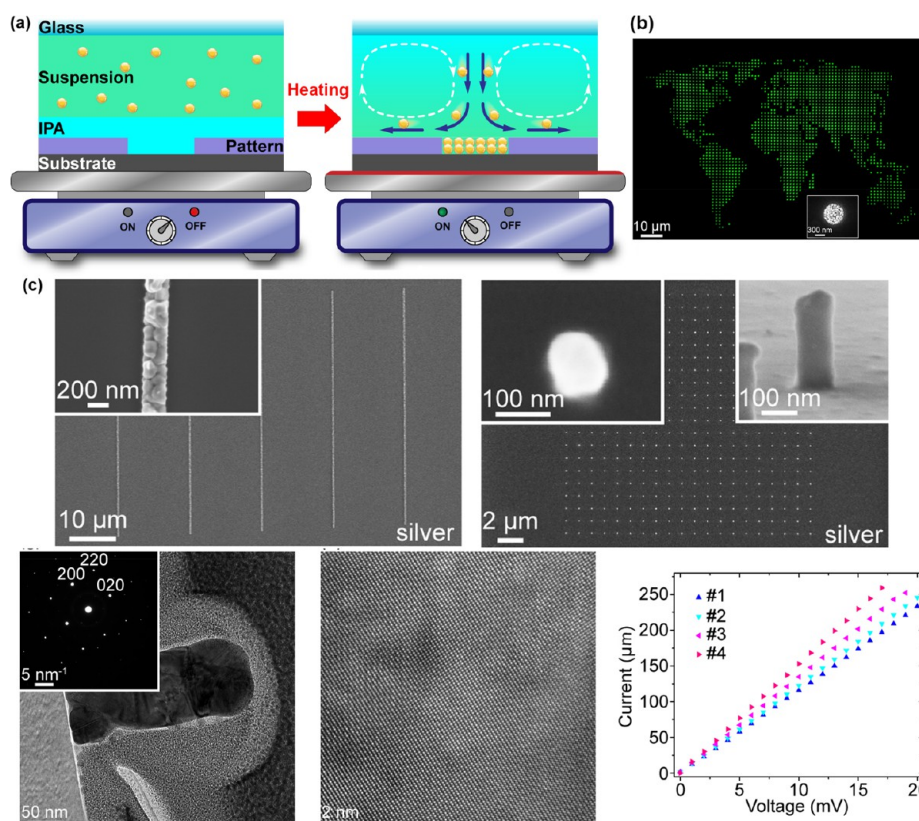 (a)
Glass
Suspension
IPA
Pattern
Substrate
ON
OFF
Heating
ON
OFF
(b)
10 μm
300 nm
(c)
200 nm
10 μm
silver
100 nm
100 nm
2 μm
silver
220
200
020
5 nm⁻¹
50 nm
2 nm
250
200
150
100
50
0
Current (μm)
#1
#2
#3
#4
0
5
10
15
20
Voltage (mV)